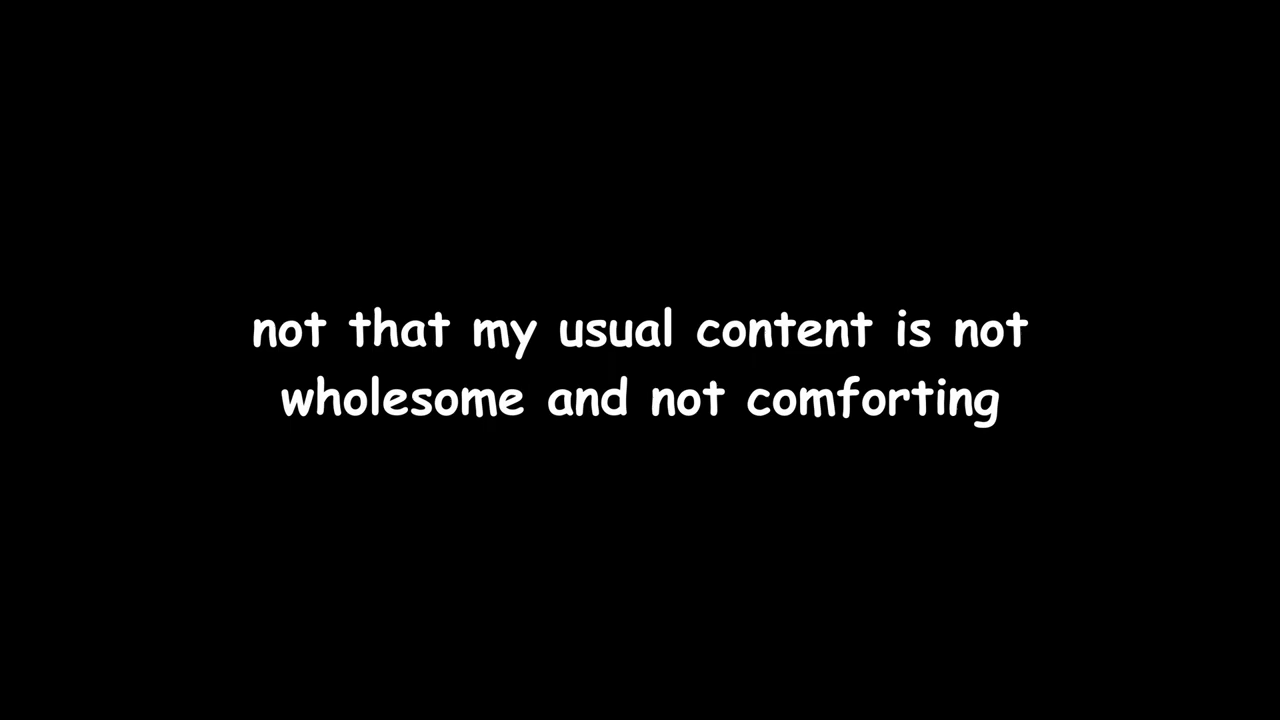 not that my usual content is not
wholesome and not comforting